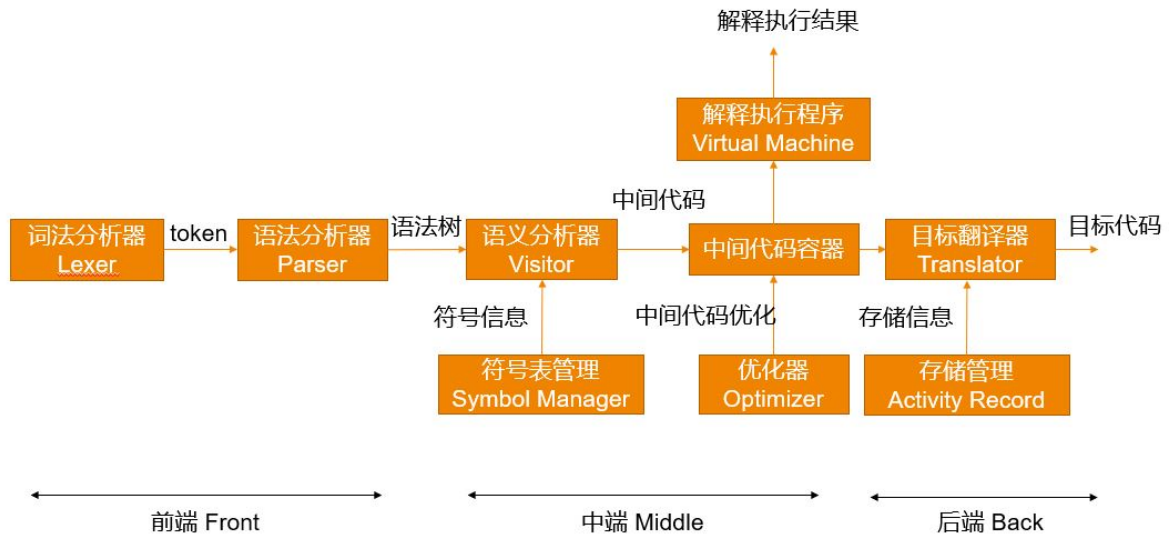 解释执行结果
解释执行程序
Virtual Machine
中间代码
词法分析器
Lexer
token
语法分析器
Parser
语法树
语义分析器
Visitor
中间代码容器
目标翻译器
Translator
目标代码
符号信息
中间代码优化
存储信息
符号表管理
Symbol Manager
优化器
Optimizer
存储管理
Activity Record
前端 Front
中端 Middle
后端 Back